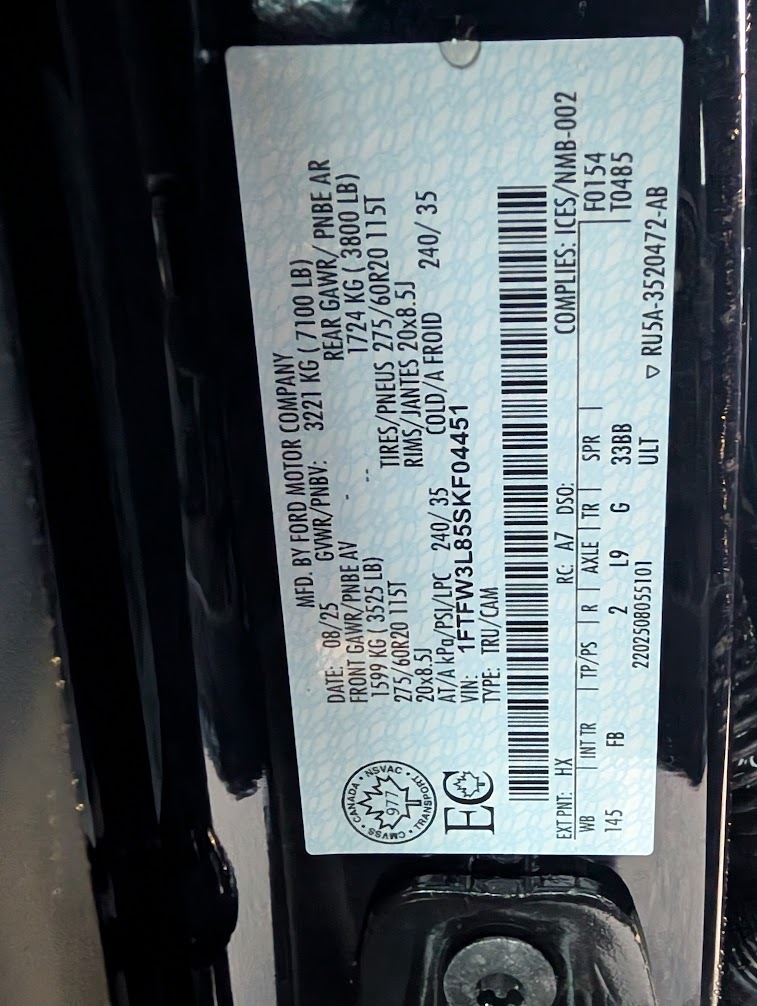 MFD. BY FORD MOTOR COMPANY
DATE: 08/25 GVWR/PNBV: 3221 KG ( 7100 LB)
FRONT GAWR/PNBE AV REAR GAWR/ PNBE AR
1599 KG ( 3525 LB) 1724 KG ( 3800 LB)
275/60R20 115T TIRES/PNEUS 275/60R20 115T
20x8.5J RIMS/JANTES 20x8.5J
AT/A kPa/PSI/LPC 240/ 35 COLD/A FROID 240/ 35
VIN: 1FTFW3L85SKF04451
TYPE: TRU/CAM
CANADA • NSVAC • TRANSPORT • CMVSS •
977
EC
COMPLIES: ICES/NMB-002
EXT PNT: HX RC: A7 DSO: F0154
WB INT TR TP/PS R AXLE TR SPR T0485
145 FB 2 L9 G 33BB
ULT
2202508055101
▽ RU5A-3520472-AB